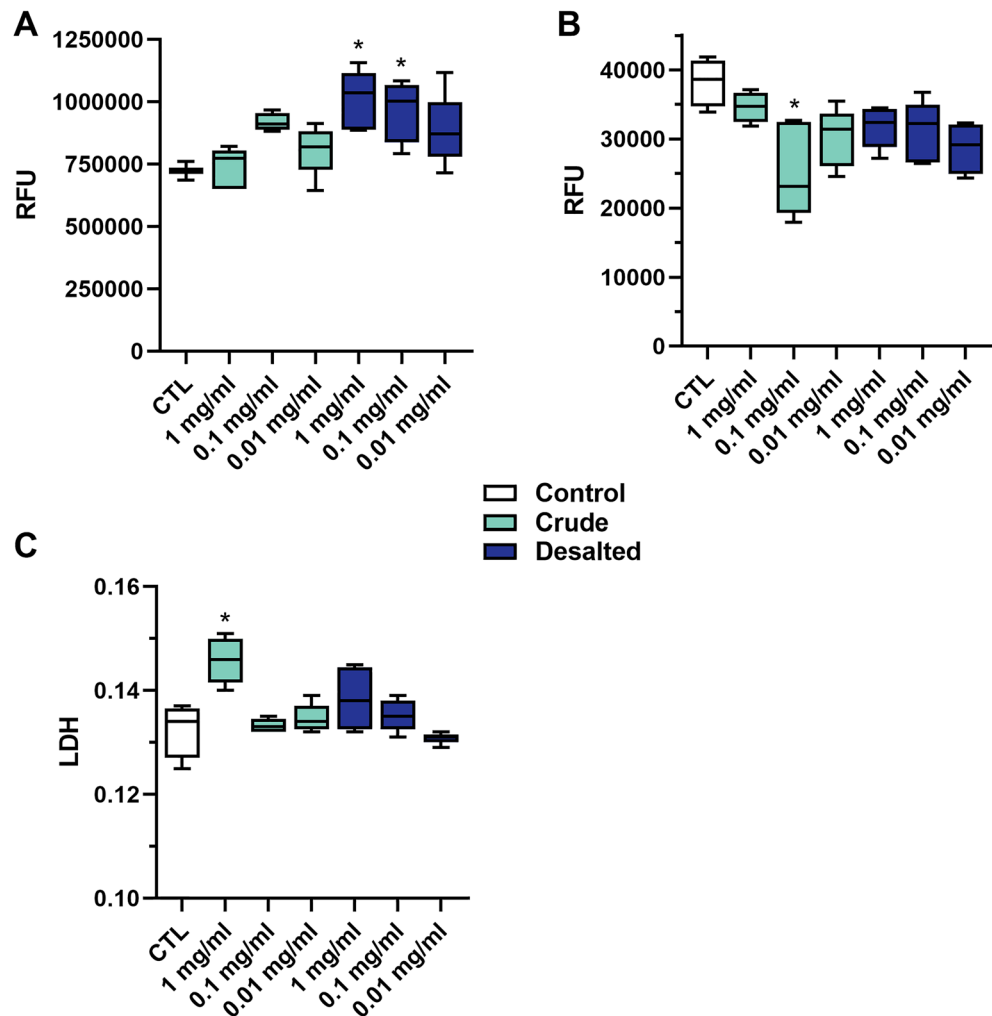 A
1250000
1000000
750000
500000
250000
0
RFU
*
*
CTL
1 mg/ml
0.1 mg/ml
0.01 mg/ml
1 mg/ml
0.1 mg/ml
0.01 mg/ml
B
40000
30000
20000
10000
0
RFU
*
CTL
1 mg/ml
0.1 mg/ml
0.01 mg/ml
1 mg/ml
0.1 mg/ml
0.01 mg/ml
Control
Crude
Desalted
C
0.16
0.14
0.12
0.10
LDH
*
CTL
1 mg/ml
0.1 mg/ml
0.01 mg/ml
1 mg/ml
0.1 mg/ml
0.01 mg/ml